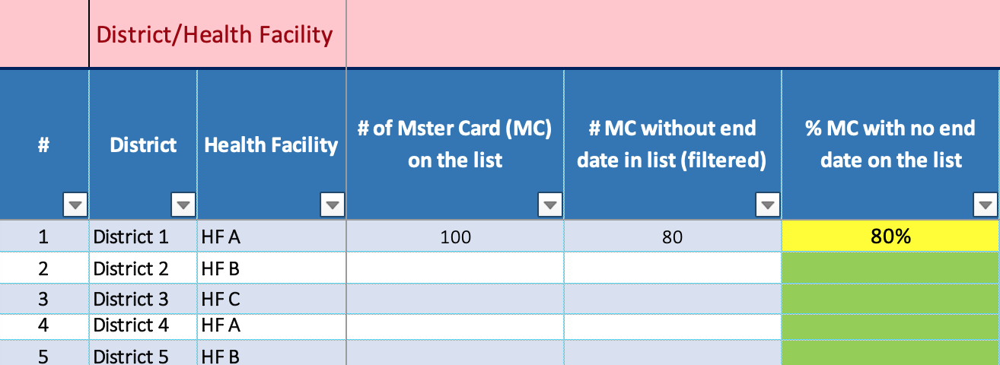 District/Health Facility
# District Health Facility # of Mster Card (MC) on the list # MC without end date in list (filtered) % MC with no end date on the list
1 District 1 HF A 100 80 80%
2 District 2 HF B
3 District 3 HF C
4 District 4 HF A
5 District 5 HF B